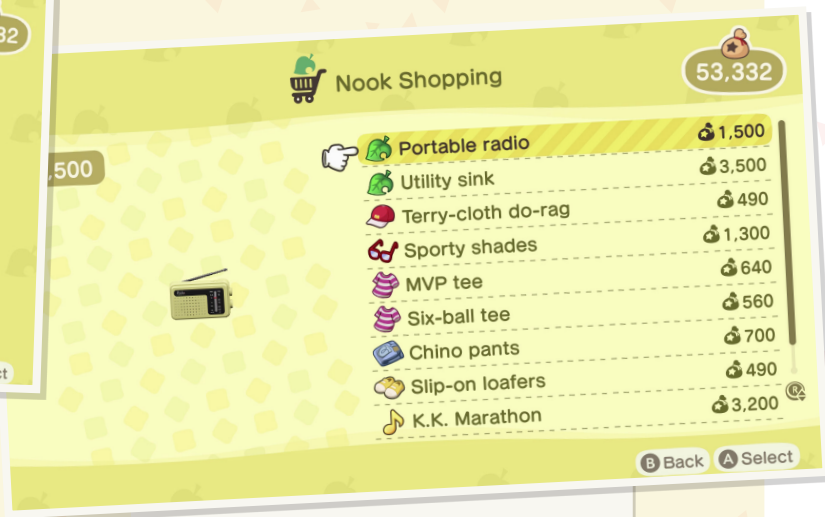 32
Nook Shopping
53,332
,500
Portable radio 1,500
Utility sink 3,500
Terry-cloth do-rag 490
Sporty shades 1,300
MVP tee 640
Six-ball tee 560
Chino pants 700
Slip-on loafers 490
K.K. Marathon 3,200
R
ct
B Back A Select